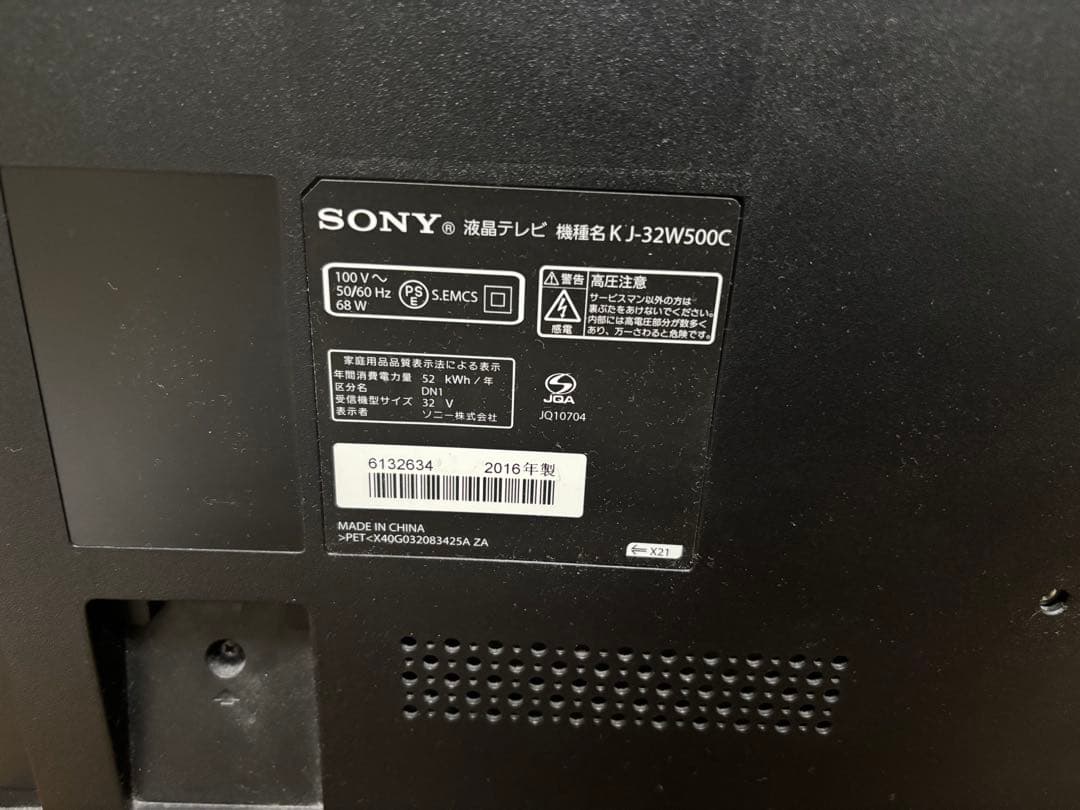 SONY® 液晶テレビ 機種名 KJ-32W500C
100 V～
50/60 Hz
68 W
PS
E
S.EMCS
⚠警告
感電
高圧注意
サービスマン以外の方は
裏ぶたをあけないでください。
内部には高電圧部分が数多く
あり、万一さわると危険です。
家庭用品品質表示法による表示
年間消費電力量 52 kWh/年
区分名 DN1
受信機型サイズ 32 V
表示者 ソニー株式会社
JQA
JQ10704
6132634 2016年製
MADE IN CHINA
>PET<X40G032083425A ZA
X21